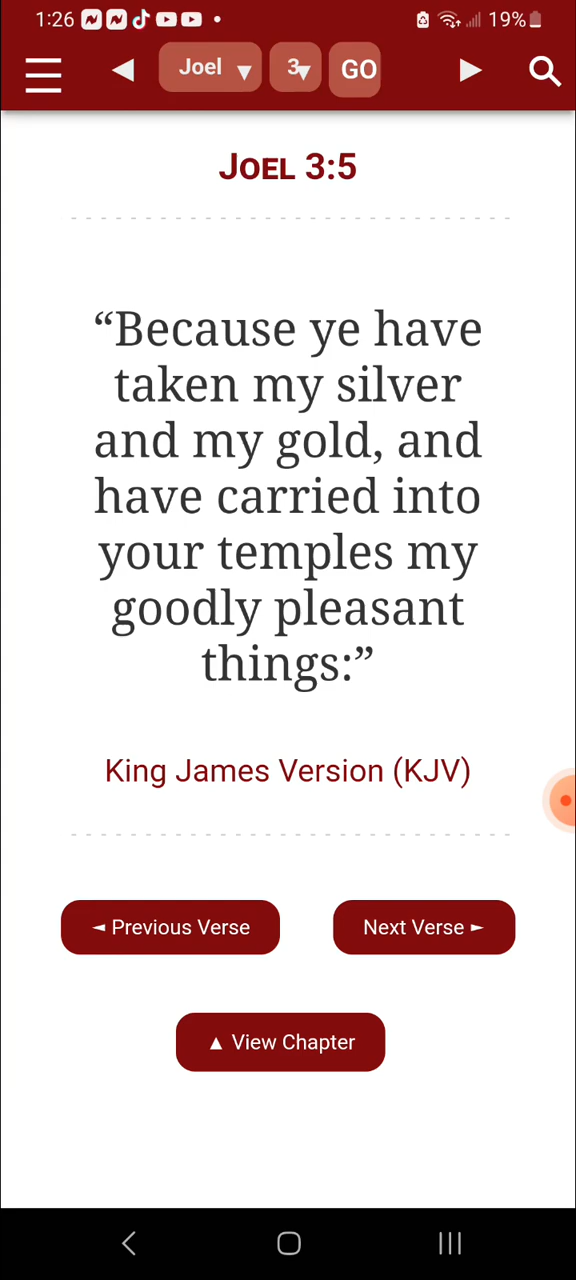 1:26 19%
Joel 3 GO
JOEL 3:5
“Because ye have
taken my silver
and my gold, and
have carried into
your temples my
goodly pleasant
things:”
King James Version (KJV)
◄ Previous Verse Next Verse ►
▲ View Chapter